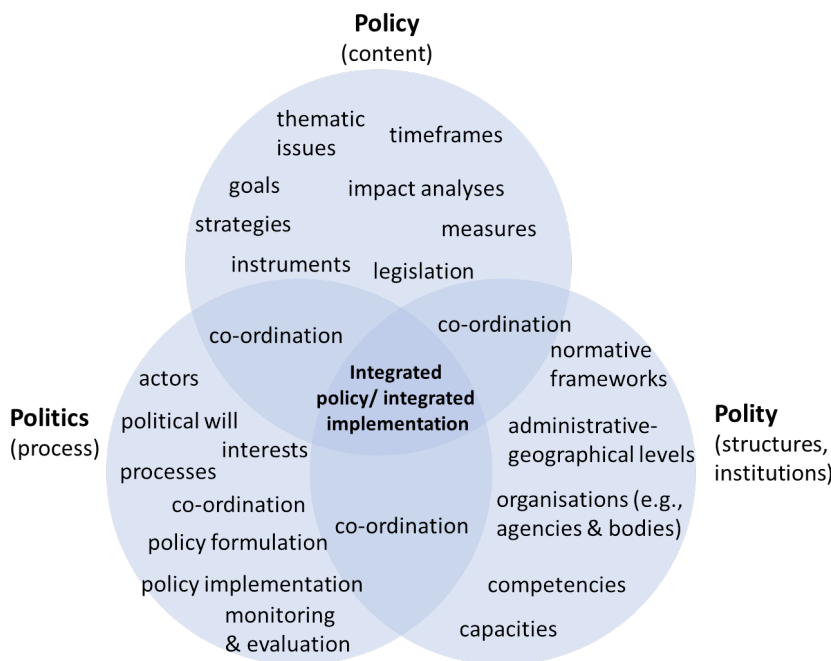 Policy
(content)
thematic
issues
timeframes
goals
impact analyses
strategies
measures
instruments
legislation
co-ordination
co-ordination
normative
frameworks
Integrated
policy/ integrated
implementation
actors
Politics
(process)
political will
interests
processes
co-ordination
policy formulation
policy implementation
monitoring
& evaluation
co-ordination
Polity
(structures,
institutions)
administrative-
geographical levels
organisations (e.g.,
agencies & bodies)
competencies
capacities